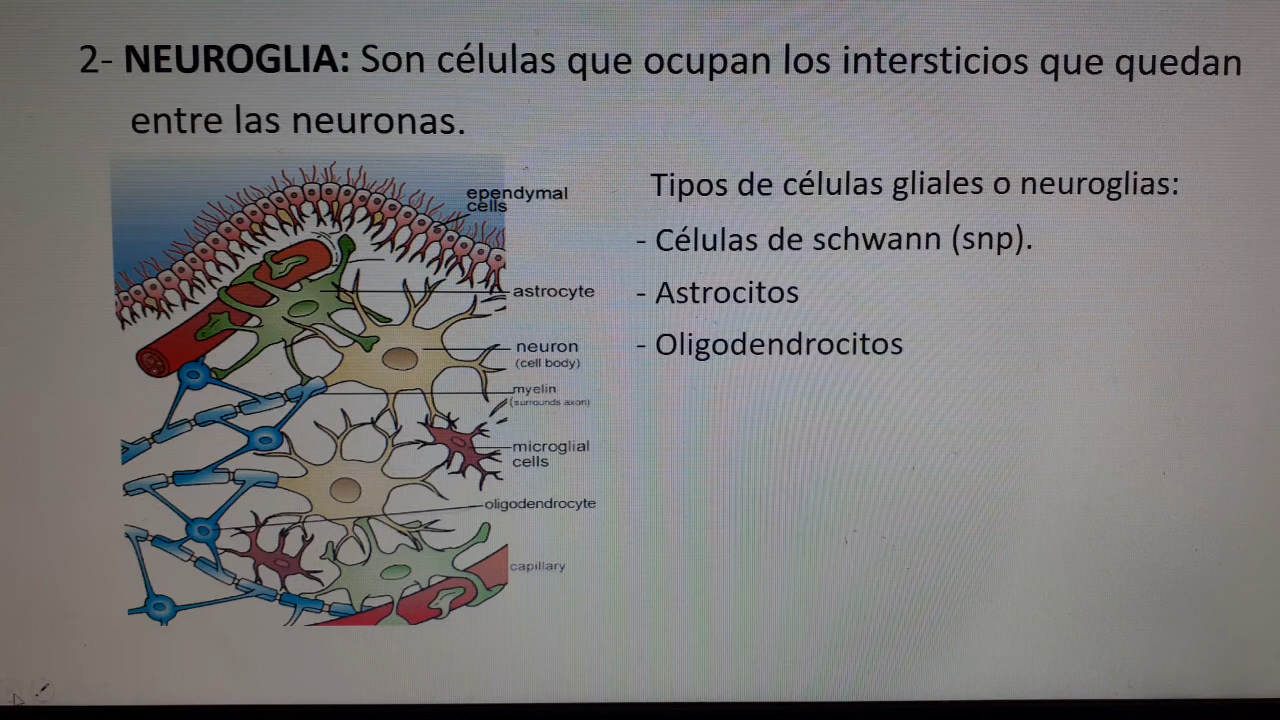 2- NEUROGLIA: Son células que ocupan los intersticios que quedan
entre las neuronas.
ependymal
cells
astrocyte
neuron
(cell body)
myelin
(surrounds axon)
microglial
cells
oligodendrocyte
capillary
Tipos de células gliales o neuroglias:
- Células de schwann (snp).
- Astrocitos
- Oligodendrocitos